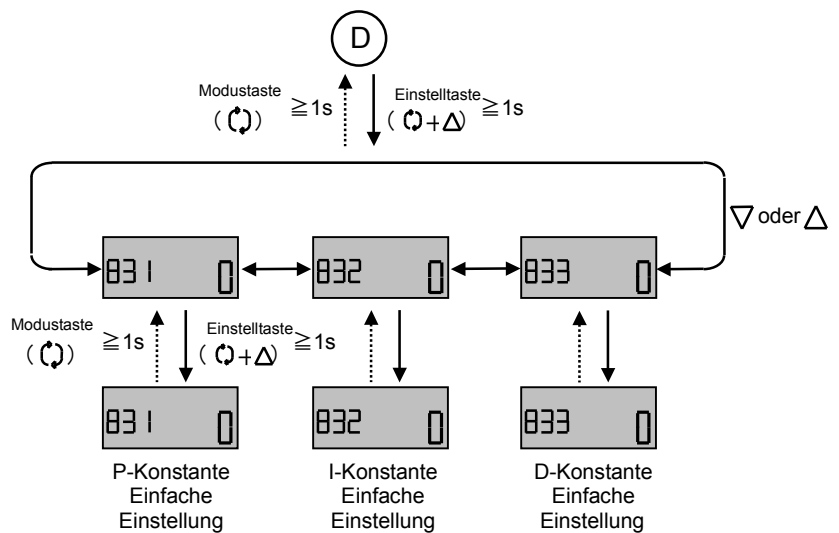 D
Modustaste
( ) ≧1s
Einstelltaste
( +△) ≧1s
▽ oder △
831 0
832 0
833 0
Modustaste
( ) ≧1s
Einstelltaste
( +△) ≧1s
831 0
832 0
833 0
P-Konstante
Einfache
Einstellung
I-Konstante
Einfache
Einstellung
D-Konstante
Einfache
Einstellung